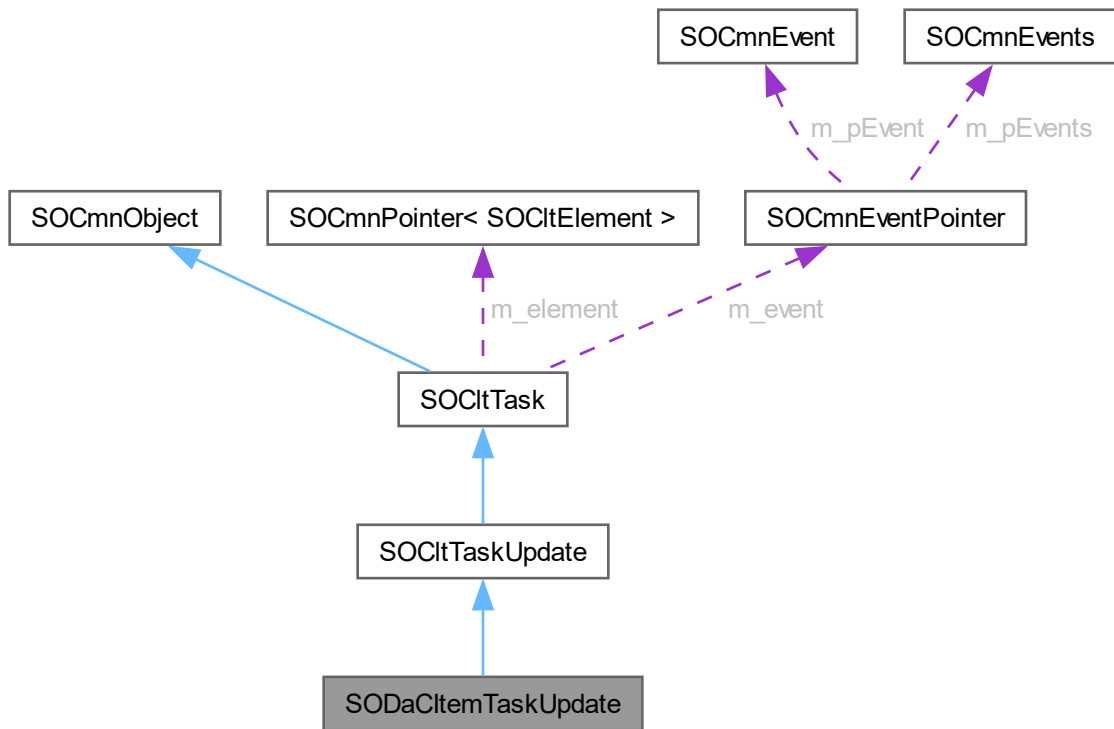 SOCmnEvent
SOCmnEvents
m_pEvent
m_pEvents
SOCmnObject
SOCmnPointer< SOCltElement >
SOCmnEventPointer
m_element
m_event
SOCltTask
SOCltTaskUpdate
SODaCItemTaskUpdate